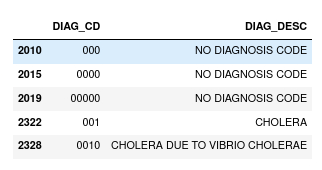 DIAG_CD DIAG_DESC
2010 000 NO DIAGNOSIS CODE
2015 0000 NO DIAGNOSIS CODE
2019 00000 NO DIAGNOSIS CODE
2322 001 CHOLERA
2328 0010 CHOLERA DUE TO VIBRIO CHOLERAE